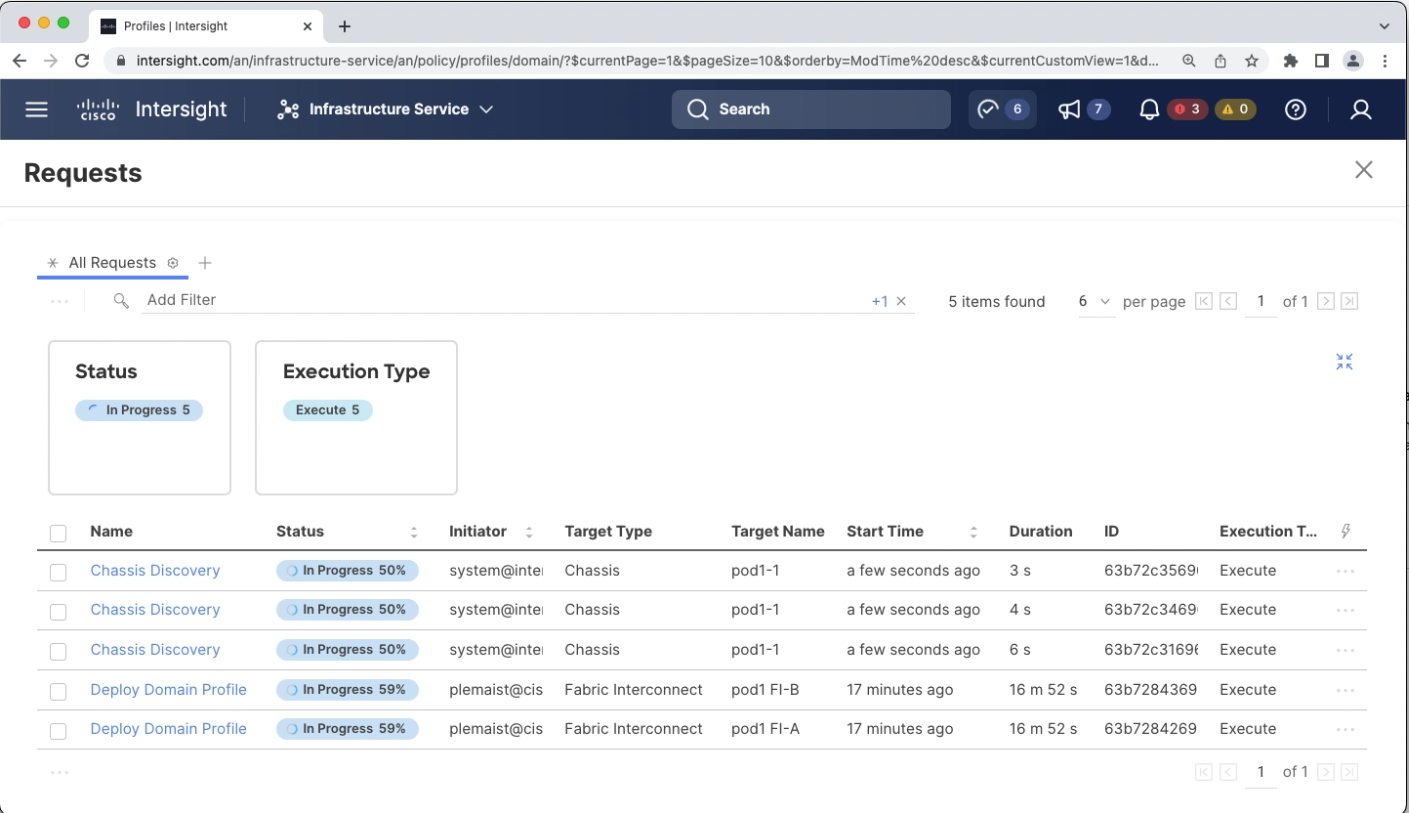 Profiles | Intersight
intersight.com/an/infrastructure-service/an/policy/profiles/domain/?$currentPage=1&$pageSize=10&$orderby=ModTime%20desc&$currentCustomView=1&d...
cisco Intersight Infrastructure Service Search 6 7 3 0
Requests
All Requests
Add Filter +1 5 items found 6 per page 1 of 1
Status Execution Type
In Progress 5 Execute 5
Name Status Initiator Target Type Target Name Start Time Duration ID Execution T...
Chassis Discovery In Progress 50% system@inter Chassis pod1-1 a few seconds ago 3 s 63b72c3569 Execute
Chassis Discovery In Progress 50% system@inter Chassis pod1-1 a few seconds ago 4 s 63b72c3469 Execute
Chassis Discovery In Progress 50% system@inter Chassis pod1-1 a few seconds ago 6 s 63b72c3169 Execute
Deploy Domain Profile In Progress 59% plemaist@cis Fabric Interconnect pod1 FI-B 17 minutes ago 16 m 52 s 63b7284369 Execute
Deploy Domain Profile In Progress 59% plemaist@cis Fabric Interconnect pod1 FI-A 17 minutes ago 16 m 52 s 63b7284269 Execute
1 of 1